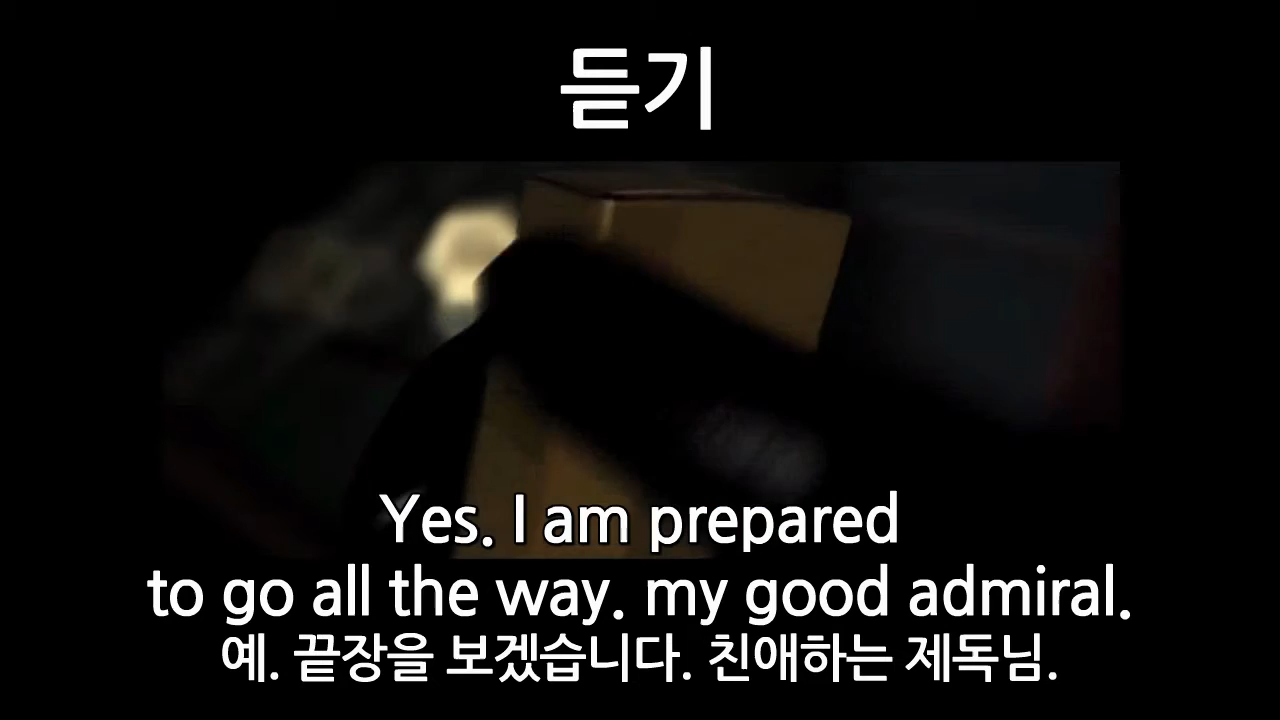 듣기
Yes. I am prepared
to go all the way. my good admiral.
예. 끝장을 보겠습니다. 친애하는 제독님.